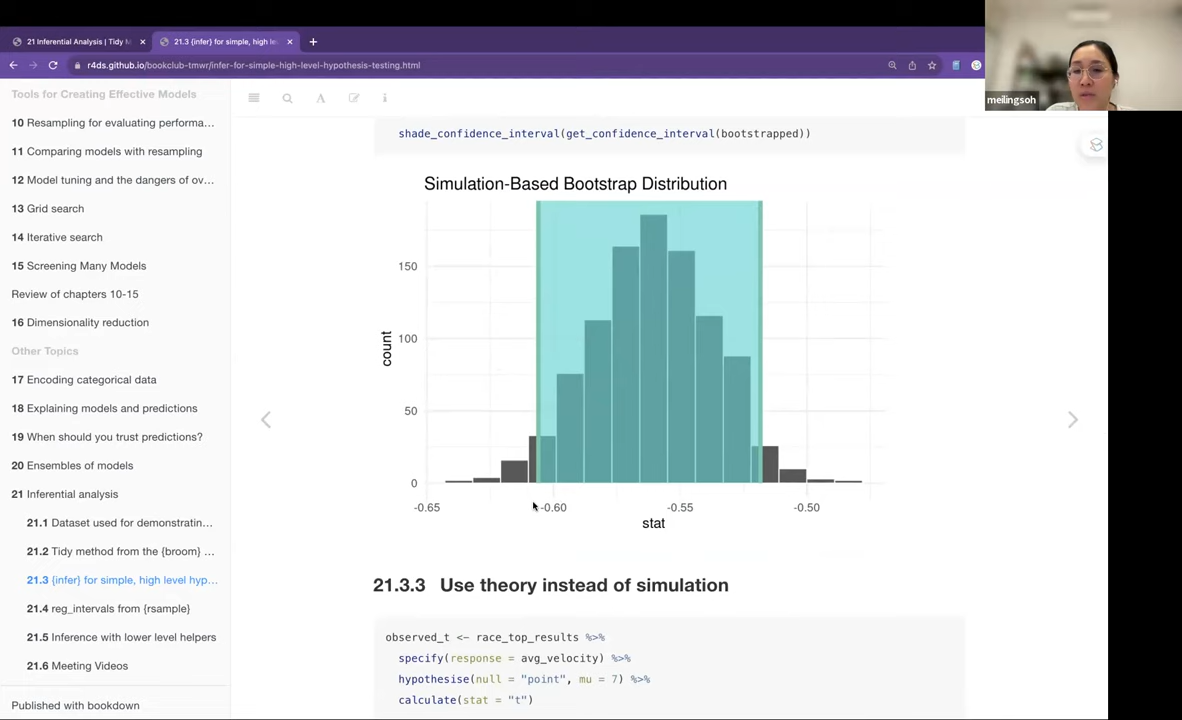 21 Inferential Analysis | Tidy M
21.3 {infer} for simple, high le
r4ds.github.io/bookclub-tmwr/infer-for-simple-high-level-hypothesis-testing.html
meilingsoh
Tools for Creating Effective Models
10 Resampling for evaluating performa...
11 Comparing models with resampling
12 Model tuning and the dangers of ov...
13 Grid search
14 Iterative search
15 Screening Many Models
Review of chapters 10-15
16 Dimensionality reduction
Other Topics
17 Encoding categorical data
18 Explaining models and predictions
19 When should you trust predictions?
20 Ensembles of models
21 Inferential analysis
21.1 Dataset used for demonstratin...
21.2 Tidy method from the {broom} ...
21.3 {infer} for simple, high level hyp...
21.4 reg_intervals from {rsample}
21.5 Inference with lower level helpers
21.6 Meeting Videos
Published with bookdown
shade_confidence_interval(get_confidence_interval(bootstrapped))
Simulation-Based Bootstrap Distribution
150
100
50
0
count
-0.65
-0.60
-0.55
-0.50
stat
21.3.3 Use theory instead of simulation
observed_t <- race_top_results %>%
specify(response = avg_velocity) %>%
hypothesise(null = "point", mu = 7) %>%
calculate(stat = "t")